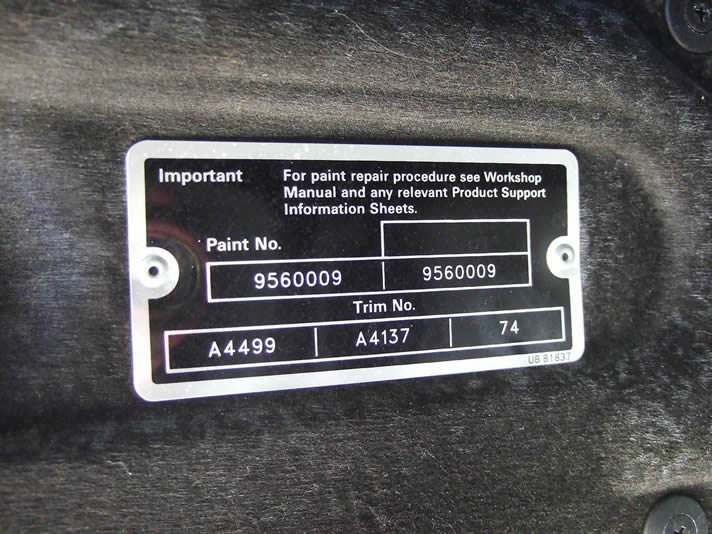 Important
For paint repair procedure see Workshop
Manual and any relevant Product Support
Information Sheets.
Paint No.
9560009 9560009
Trim No.
A4499 A4137 74
UB 81837